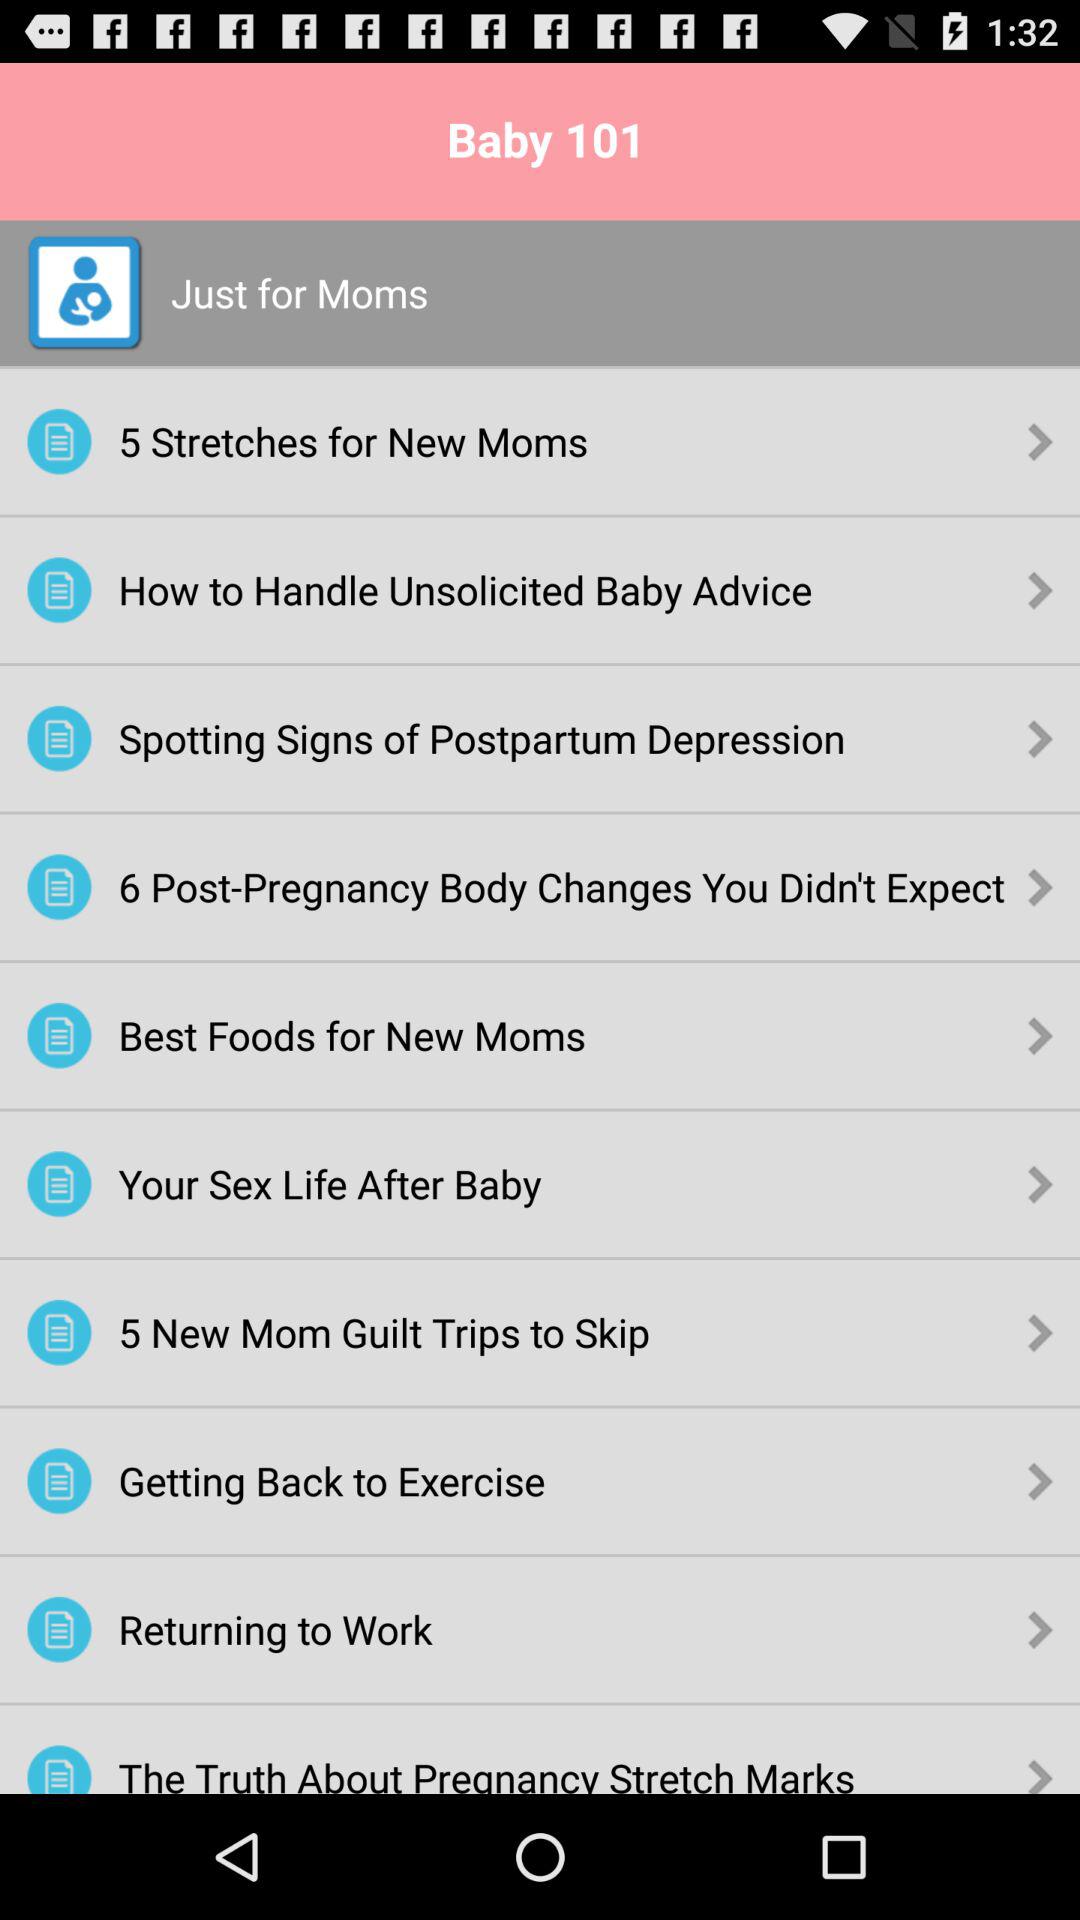 1:32
Baby 101
Just for Moms
5 Stretches for New Moms
How to Handle Unsolicited Baby Advice
Spotting Signs of Postpartum Depression
6 Post-Pregnancy Body Changes You Didn't Expect
Best Foods for New Moms
Your Sex Life After Baby
5 New Mom Guilt Trips to Skip
Getting Back to Exercise
Returning to Work
The Truth About Pregnancy Stretch Marks